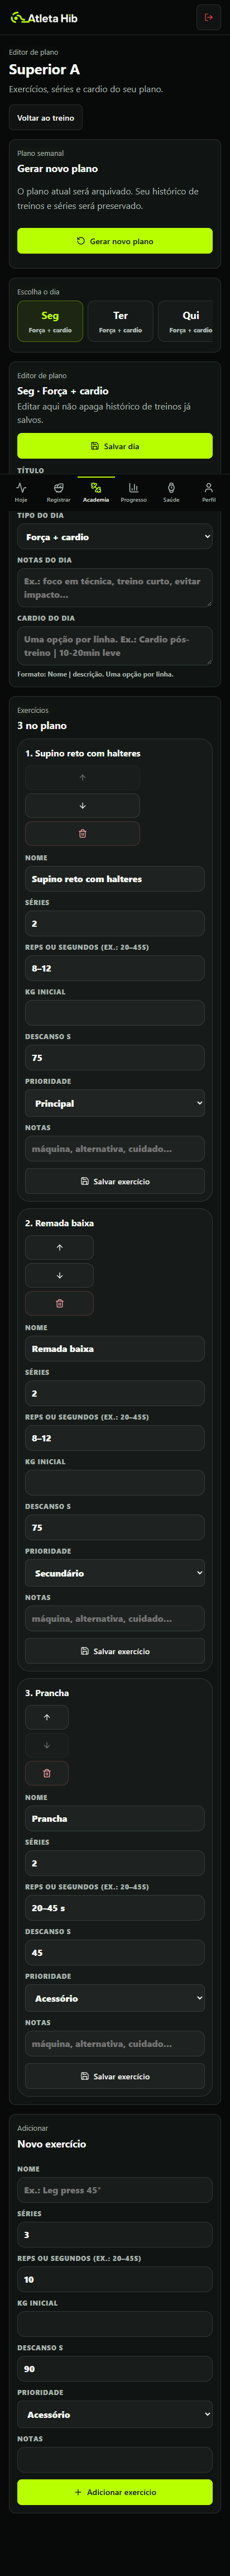 Atleta Hib
Editor de plano
Superior A
Exercícios, séries e cardio do seu plano.
Voltar ao treino
Plano semanal
Gerar novo plano
O plano atual será arquivado. Seu histórico de
treinos e séries será preservado.
Gerar novo plano
Escolha o dia
Seg
Força + cardio
Ter
Força + cardio
Qui
Força + cardio
Editor de plano
Seg · Força + cardio
Editar aqui não apaga histórico de treinos já
salvos.
Salvar dia
TÍTULO
Hoje
Registrar
Academia
Progresso
Saúde
Perfil
TIPO DO DIA
Força + cardio
NOTAS DO DIA
Ex.: foco em técnica, treino curto, evitar
impacto...
CARDIO DO DIA
Uma opção por linha. Ex.: Cardio pós-
treino | 10-20min leve
Formato: Nome | descrição. Uma opção por linha.
Exercícios
3 no plano
1. Supino reto com halteres
NOME
Supino reto com halteres
SÉRIES
2
REPS OU SEGUNDOS (EX.: 20–45S)
8–12
KG INICIAL
DESCANSO S
75
PRIORIDADE
Principal
NOTAS
máquina, alternativa, cuidado...
Salvar exercício
2. Remada baixa
NOME
Remada baixa
SÉRIES
2
REPS OU SEGUNDOS (EX.: 20–45S)
8–12
KG INICIAL
DESCANSO S
75
PRIORIDADE
Secundário
NOTAS
máquina, alternativa, cuidado...
Salvar exercício
3. Prancha
NOME
Prancha
SÉRIES
2
REPS OU SEGUNDOS (EX.: 20–45S)
20–45 s
DESCANSO S
45
PRIORIDADE
Acessório
NOTAS
máquina, alternativa, cuidado...
Salvar exercício
Adicionar
Novo exercício
NOME
Ex.: Leg press 45°
SÉRIES
3
REPS OU SEGUNDOS (EX.: 20–45S)
10
KG INICIAL
DESCANSO S
90
PRIORIDADE
Acessório
NOTAS
Adicionar exercício